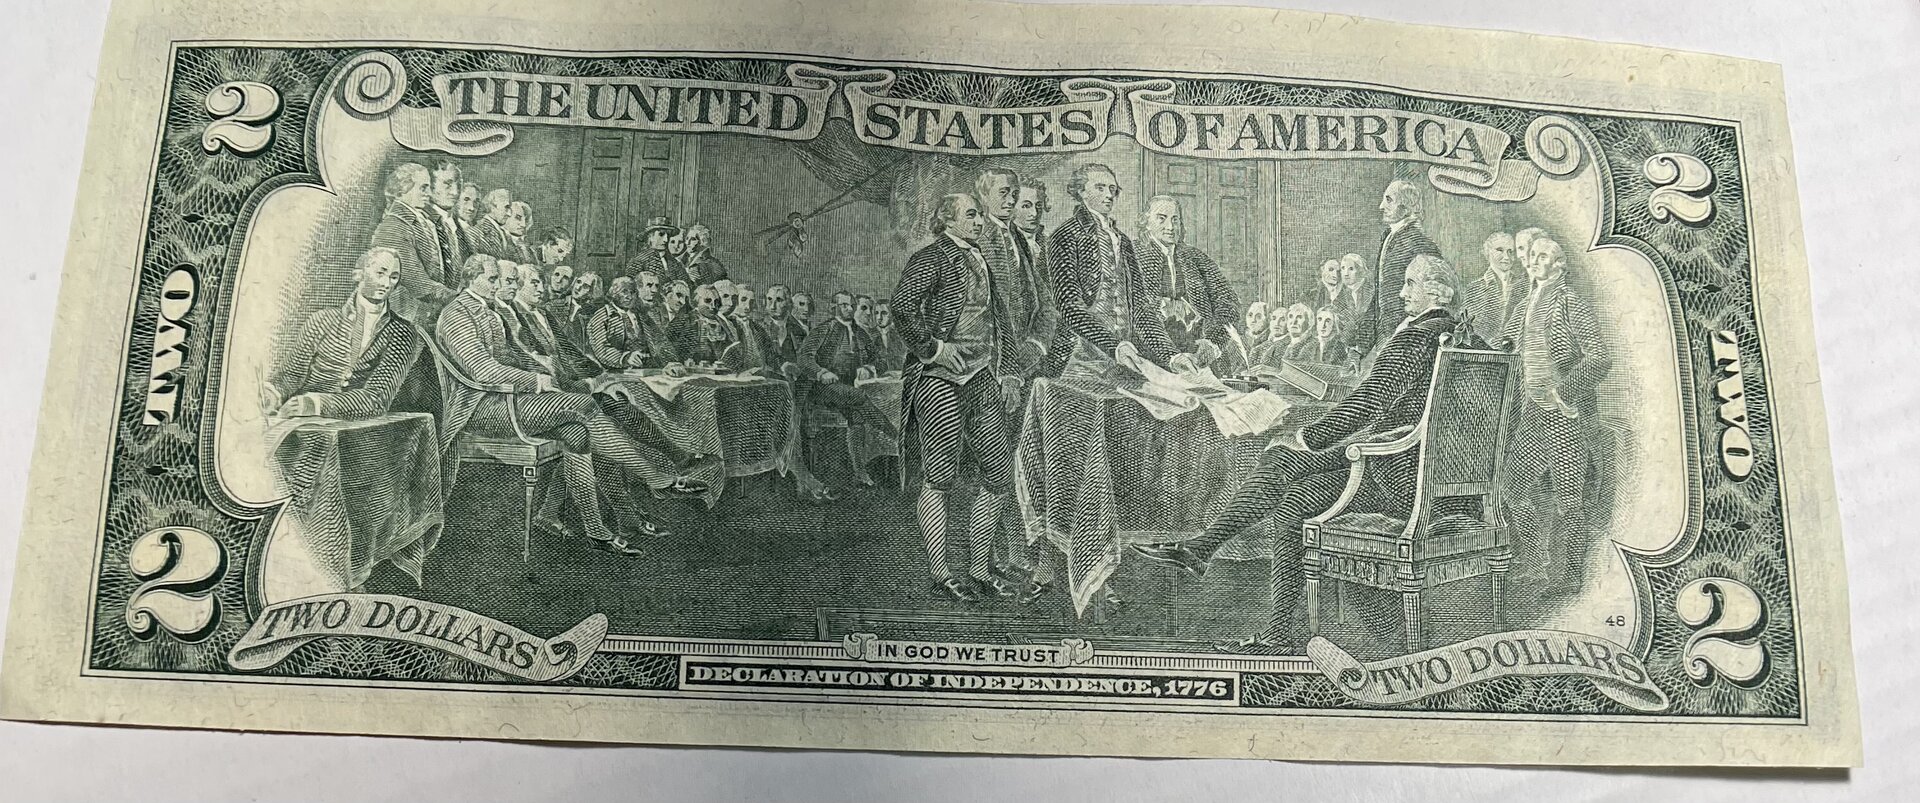 2
THE UNITED STATES OF AMERICA
2
TWO
TWO
2
TWO DOLLARS
IN GOD WE TRUST
DECLARATION OF INDEPENDENCE, 1776
48
TWO DOLLARS
2